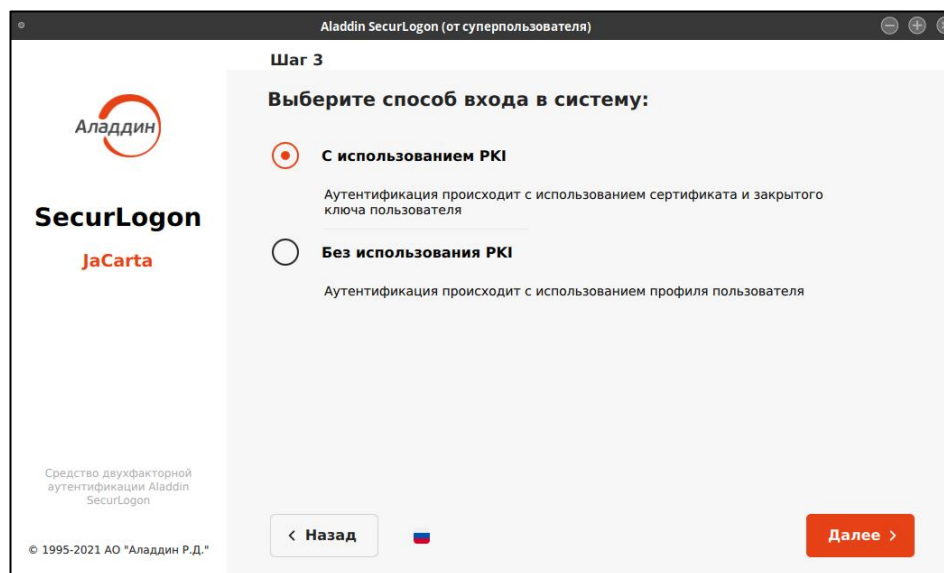 Aladdin SecurLogon (от суперпользователя)
Шаг 3
Аладдин
SecurLogon
JaCarta
Выберите способ входа в систему:
С использованием PKI
Аутентификация происходит с использованием сертификата и закрытого
ключа пользователя
Без использования PKI
Аутентификация происходит с использованием профиля пользователя
Средство двухфакторной
аутентификации Aladdin
SecurLogon
© 1995-2021 АО "Аладдин Р.Д."
< Назад
Далее >